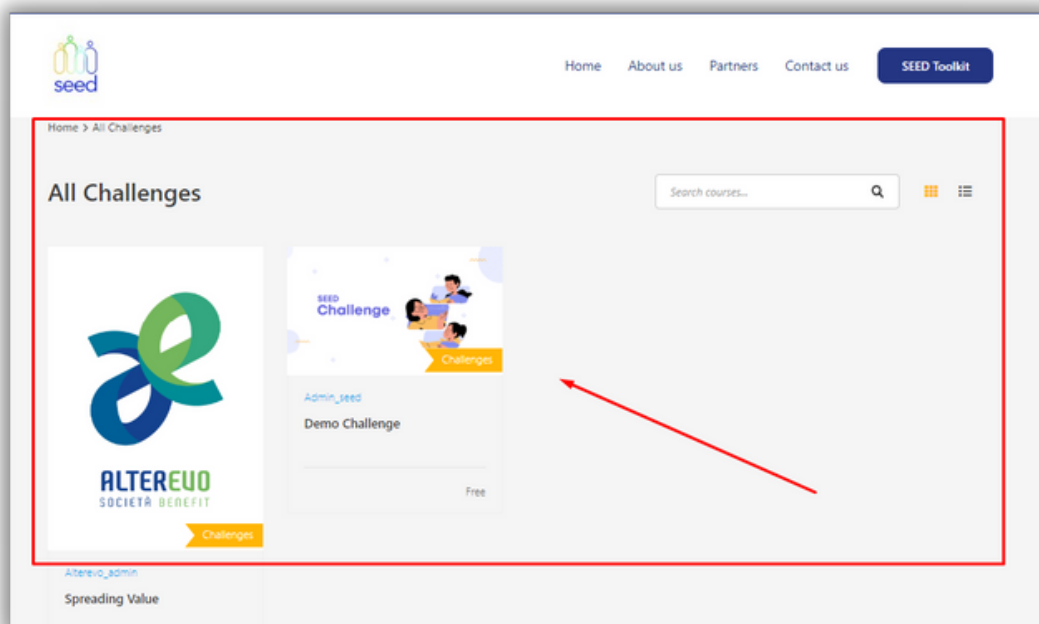 seed
Home About us Partners Contact us SEED Toolkit
Home > All Challenges
All Challenges
Search courses...
SEED
Challenge
Challenges
Admin_seed
Demo Challenge
Free
ALTEREVO
SOCIETÀ BENEFIT
Challenges
Alterevo_admin
Spreading Value